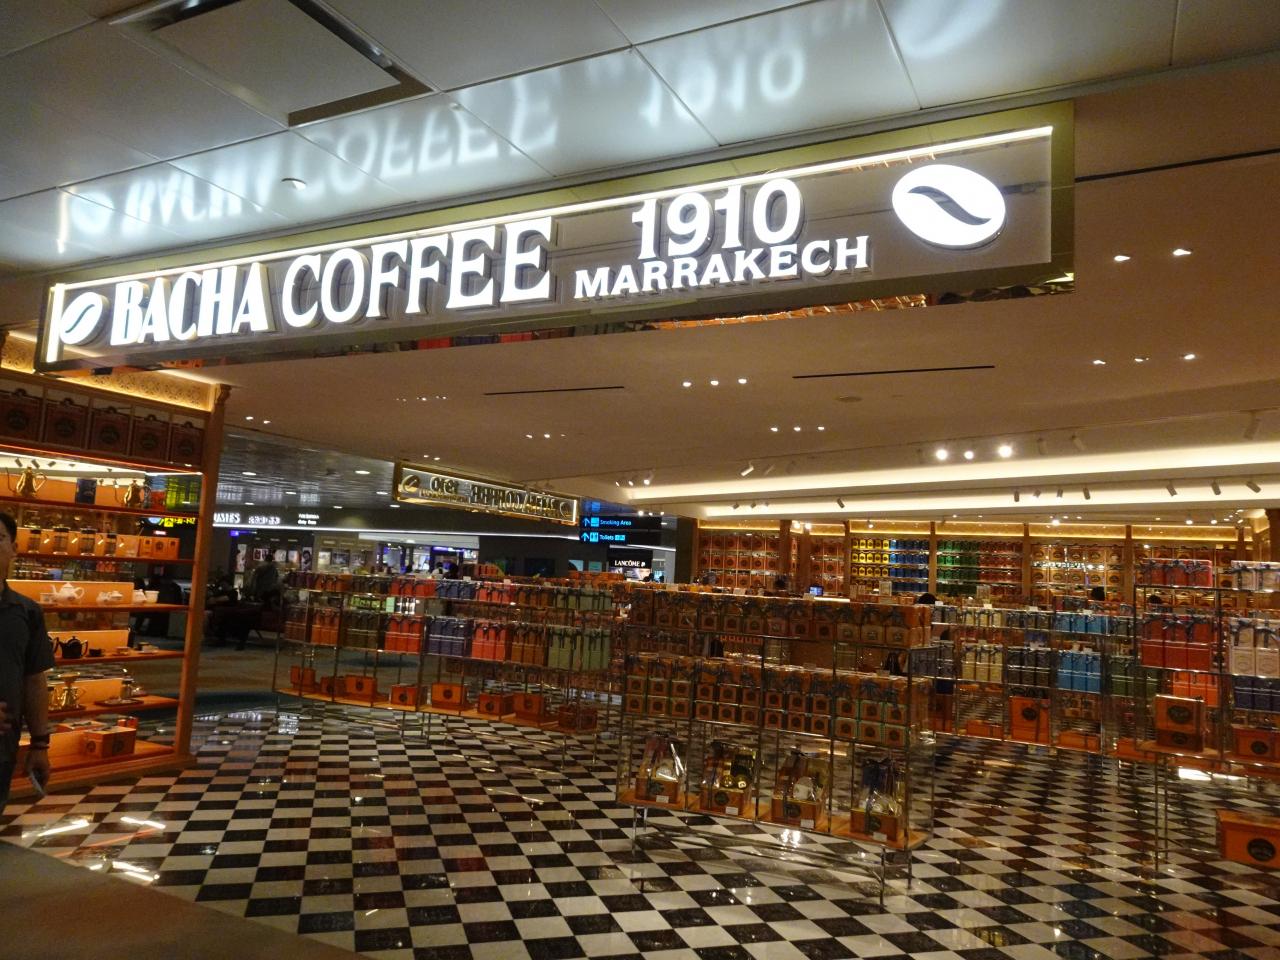 BACHA COFFEE
1910
MARRAKECH
Smoking Area
Toilets
LANCÔME